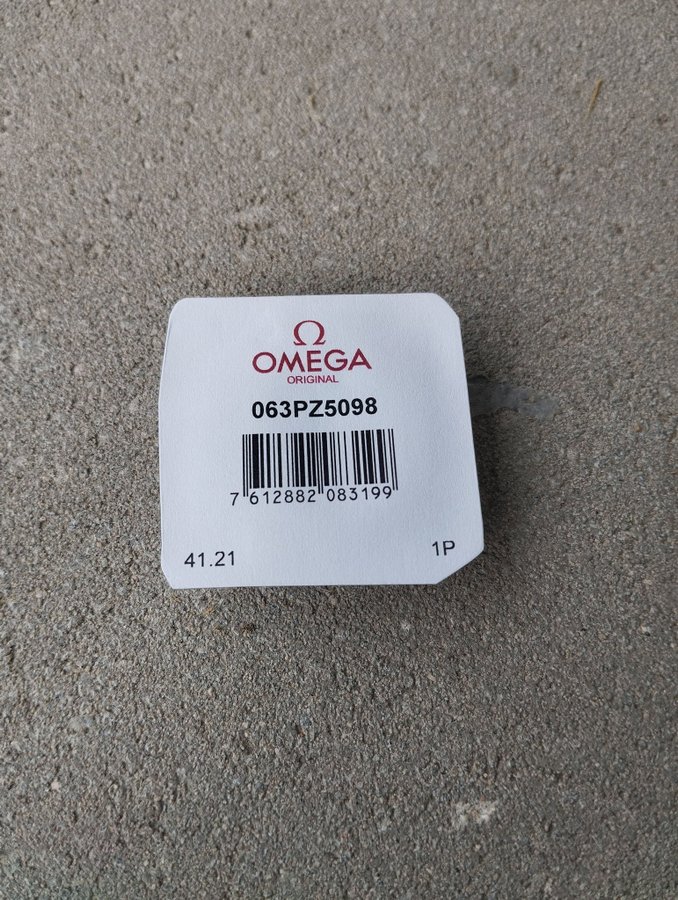 Ω
OMEGA
ORIGINAL
063PZ5098
7 612882 083199
41.21 1P